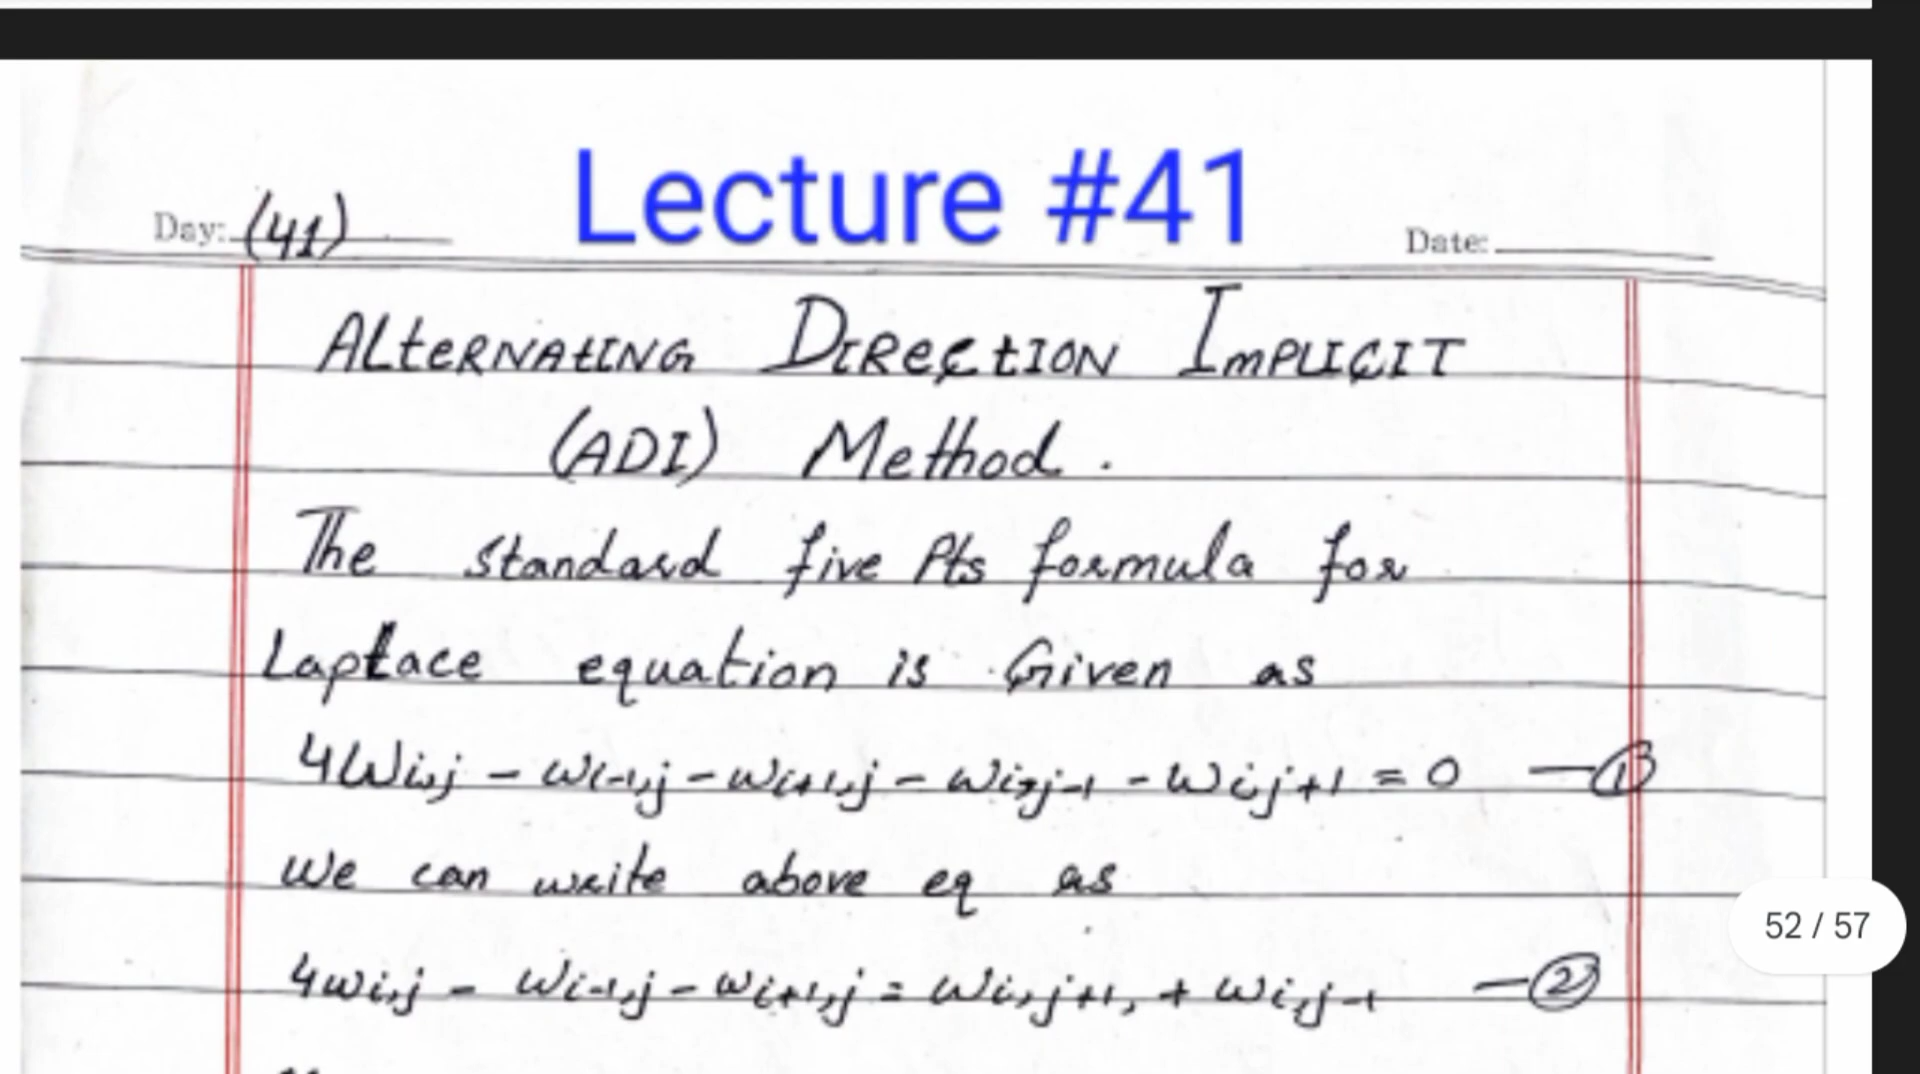 Lecture #41
Day: (41)
Date:
ALTERNATING DIRECTION IMPLICIT
(ADI) Method.
The standard five Pts formula for
Laplace equation is Given as
4Wi,j - wi-1,j - wi+1,j - wi,j-1 - wi,j+1 = 0 —①
we can write above eq as
4wi,j - wi-1,j - wi+1,j = wi,j+1, + wi,j-1 —②
52 / 57